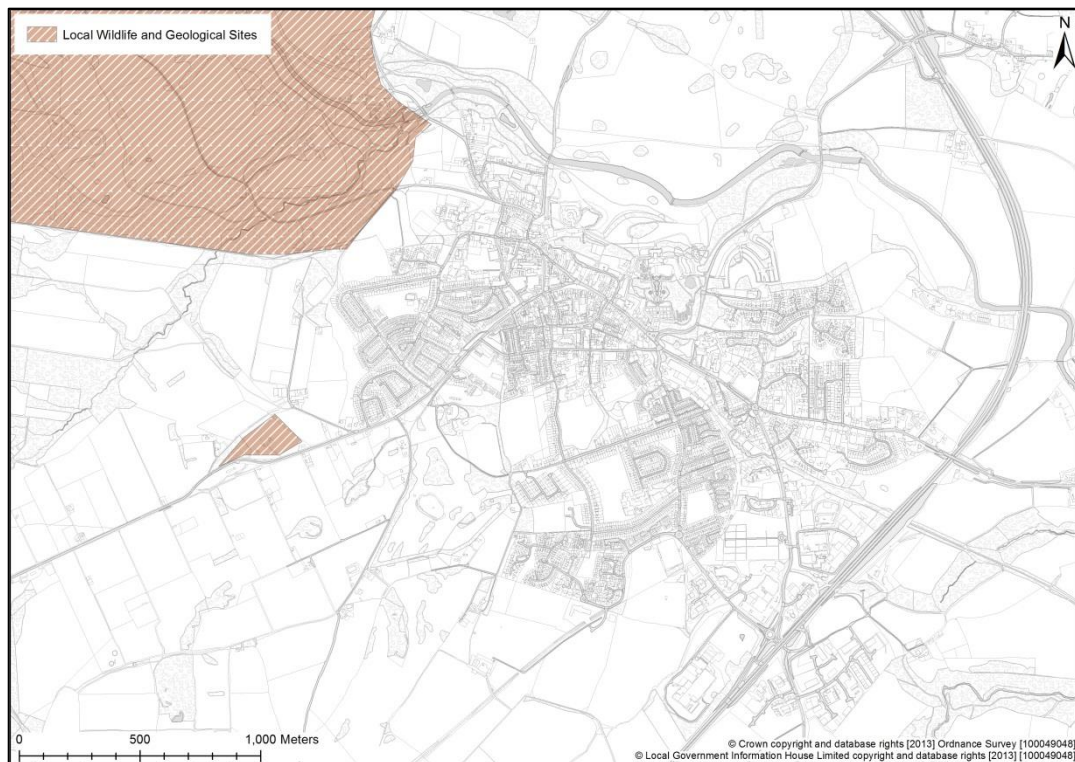 Local Wildlife and Geological Sites
N
0 500 1,000 Meters
© Crown copyright and database rights [2013] Ordnance Survey [100049048]
© Local Government Information House Limited copyright and database rights [2013] [100049048]